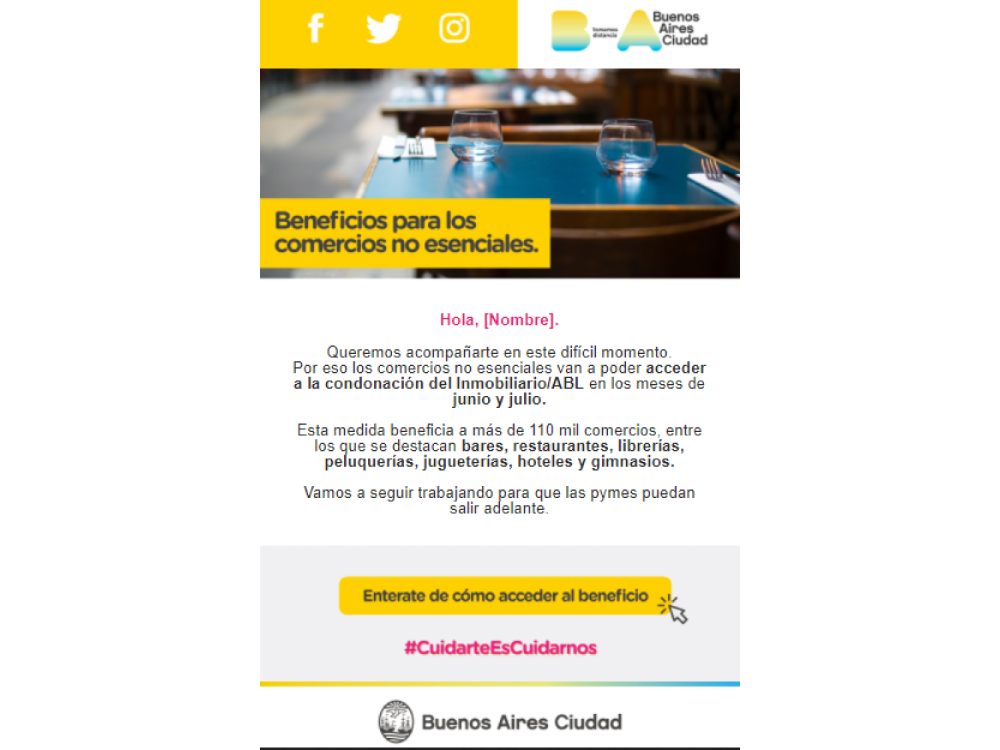 Buenos
Aires
Ciudad
BA
tomamos
distancia
Beneficios para los
comercios no esenciales.
Hola, [Nombre].
Queremos acompañarte en este difícil momento.
Por eso los comercios no esenciales van a poder acceder
a la condonación del Inmobiliario/ABL en los meses de
junio y julio.
Esta medida beneficia a más de 110 mil comercios, entre
los que se destacan bares, restaurantes, librerías,
peluquerías, jugueterías, hoteles y gimnasios.
Vamos a seguir trabajando para que las pymes puedan
salir adelante.
Enterate de cómo acceder al beneficio
#CuidarteEsCuidarnos
Buenos Aires Ciudad